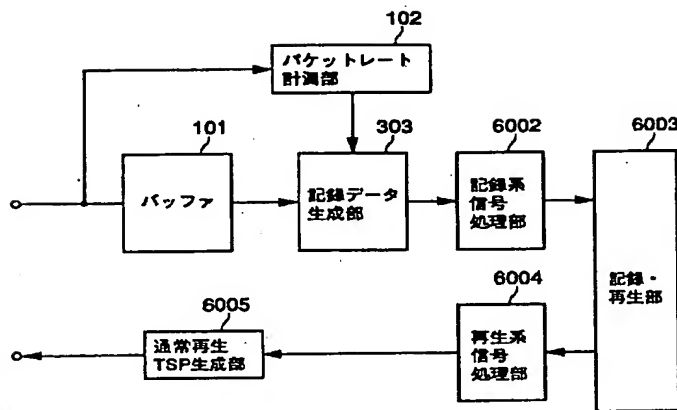 102
パケットレート
計測部
101
303
6002
6003
バッファ
記録データ
生成部
記録系
信号
処理部
記録・
再生部
6005
6004
通常再生
TSP生成部
再生系
信号
処理部